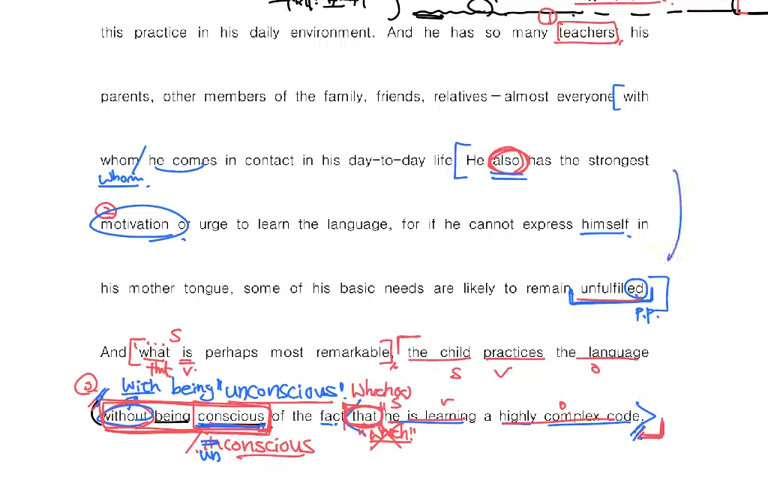 ①
this practice in his daily environment. And he has so many teachers, his
parents, other members of the family, friends, relatives—almost everyone with
whom he comes in contact in his day-to-day life. He also has the strongest
whom
②
motivation or urge to learn the language, for if he cannot express himself in
his mother tongue, some of his basic needs are likely to remain unfulfilled
P.P.
S
And what is perhaps most remarkable, the child practices the language
v. S V O
③ With being "unconscious"! S V O
without being conscious of the fact that he is learning a highly complex code.
unconscious "which"